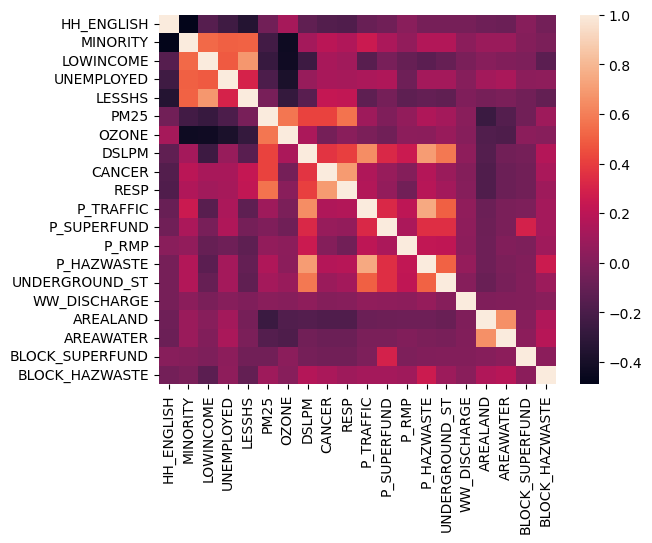 HH_ENGLISH
MINORITY
LOWINCOME
UNEMPLOYED
LESSHS
PM25
OZONE
DSLPM
CANCER
RESP
P_TRAFFIC
P_SUPERFUND
P_RMP
P_HAZWASTE
UNDERGROUND_ST
WW_DISCHARGE
AREALAND
AREAWATER
BLOCK_SUPERFUND
BLOCK_HAZWASTE
HH_ENGLISH
MINORITY
LOWINCOME
UNEMPLOYED
LESSHS
PM25
OZONE
DSLPM
CANCER
RESP
P_TRAFFIC
P_SUPERFUND
P_RMP
P_HAZWASTE
UNDERGROUND_ST
WW_DISCHARGE
AREALAND
AREAWATER
BLOCK_SUPERFUND
BLOCK_HAZWASTE
1.0
0.8
0.6
0.4
0.2
0.0
−0.2
−0.4